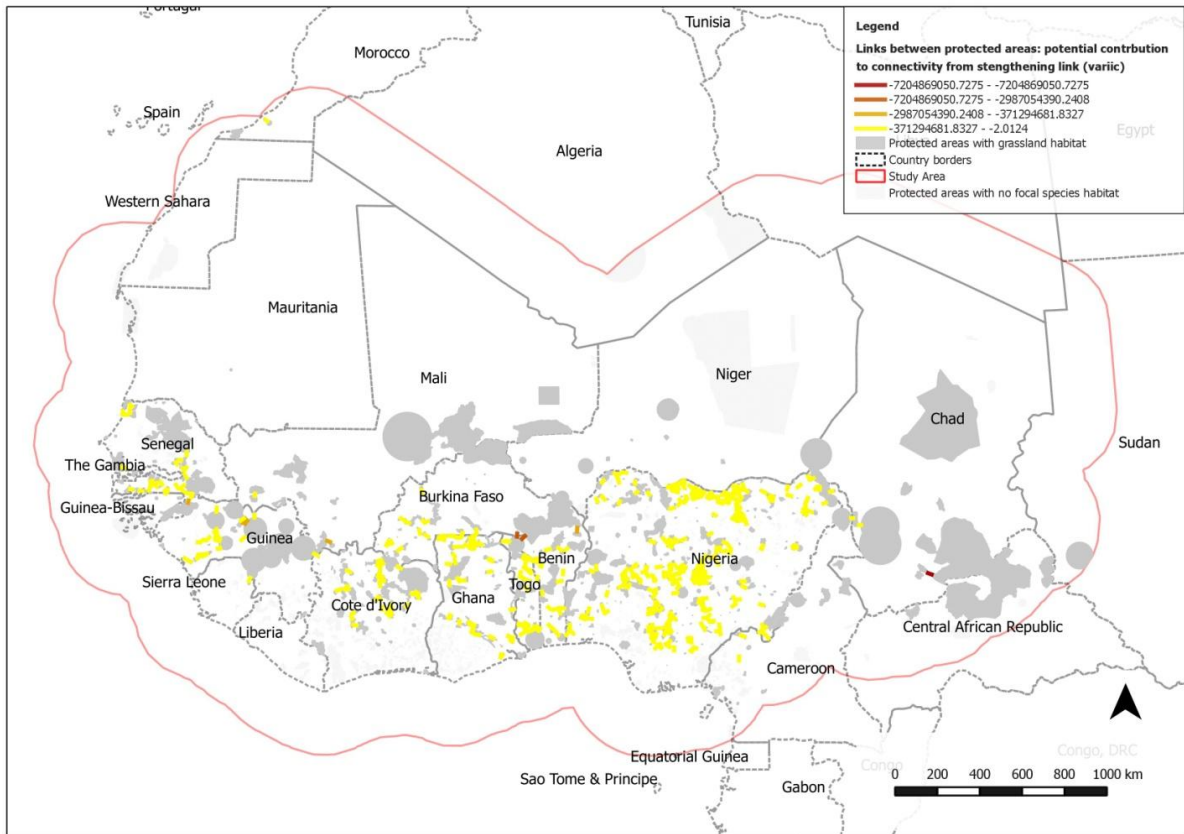 Portugal
Tunisia
Legend
Links between protected areas: potential contrbution
to connectivity from stengthening link (variic)
-7204869050.7275 - -7204869050.7275
-7204869050.7275 - -2987054390.2408
-2987054390.2408 - -371294681.8327
-371294681.8327 - -2.0124
Protected areas with grassland habitat
Country borders
Study Area
Protected areas with no focal species habitat
Morocco
Spain
Egypt
Algeria
Western Sahara
Mauritania
Mali
Niger
Chad
Sudan
Senegal
The Gambia
Guinea-Bissau
Burkina Faso
Guinea
Benin
Nigeria
Sierra Leone
Togo
Cote d'Ivory
Ghana
Liberia
Central African Republic
Cameroon
Equatorial Guinea
Congo, DRC
Congo
Sao Tome & Principe
Gabon
0 200 400 600 800 1000 km